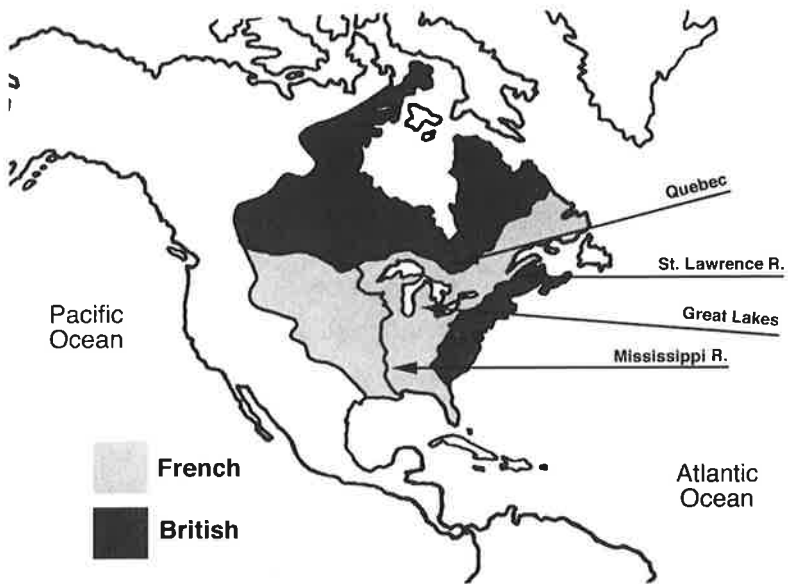 Quebec
St. Lawrence R.
Pacific
Ocean
Great Lakes
Mississippi R.
French
British
Atlantic
Ocean